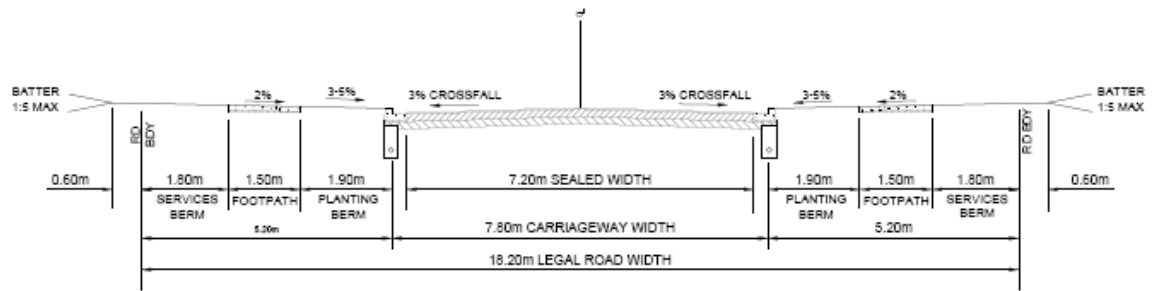 ℄
BATTER
1:5 MAX
2%
3-5%
3% CROSSFALL
3% CROSSFALL
3-5%
2%
BATTER
1:5 MAX
RD
BDY
RD BDY
0.60m
1.80m
SERVICES
BERM
1.50m
FOOTPATH
1.90m
PLANTING
BERM
7.20m SEALED WIDTH
1.90m
PLANTING
BERM
1.50m
FOOTPATH
1.80m
SERVICES
BERM
0.60m
5.20m
7.80m CARRIAGEWAY WIDTH
5.20m
18.20m LEGAL ROAD WIDTH